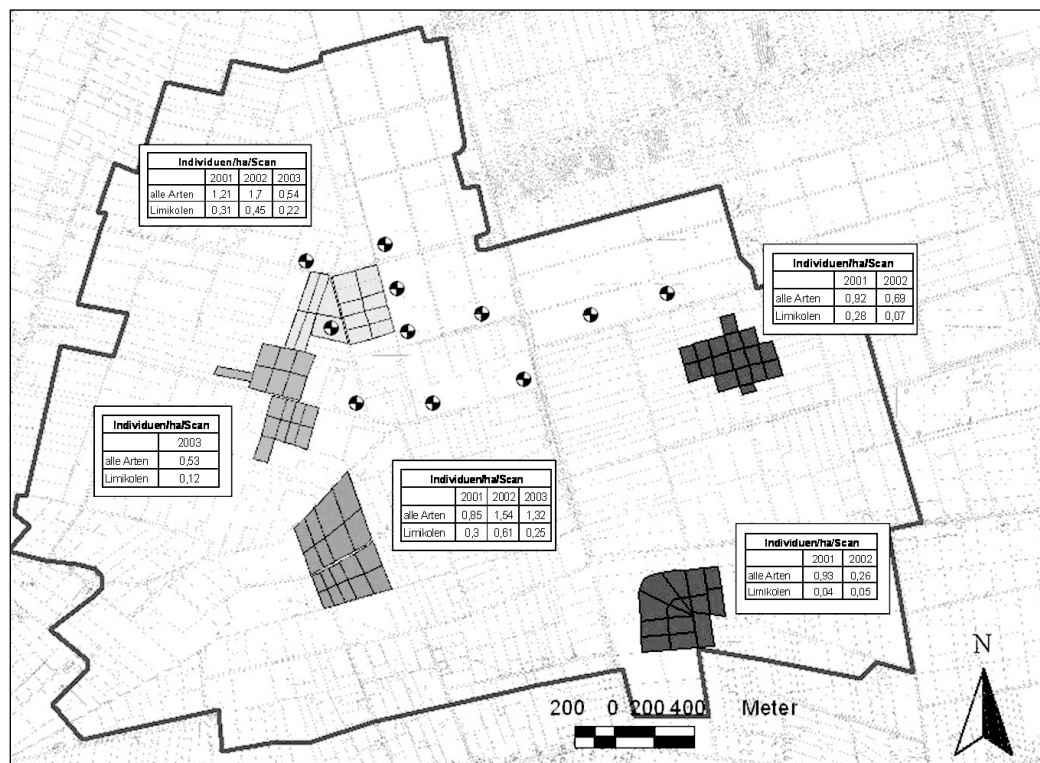 Individuen/ha/Scan
2001 2002 2003
alle Arten 1,21 1,7 0,54
Limikolen 0,31 0,45 0,22
Individuen/ha/Scan
2001 2002
alle Arten 0,92 0,69
Limikolen 0,28 0,07
Individuen/ha/Scan
2003
alle Arten 0,53
Limikolen 0,12
Individuen/ha/Scan
2001 2002 2003
alle Arten 0,85 1,54 1,32
Limikolen 0,3 0,61 0,25
Individuen/ha/Scan
2001 2002
alle Arten 0,93 0,26
Limikolen 0,04 0,05
N
200 0 200 400 Meter